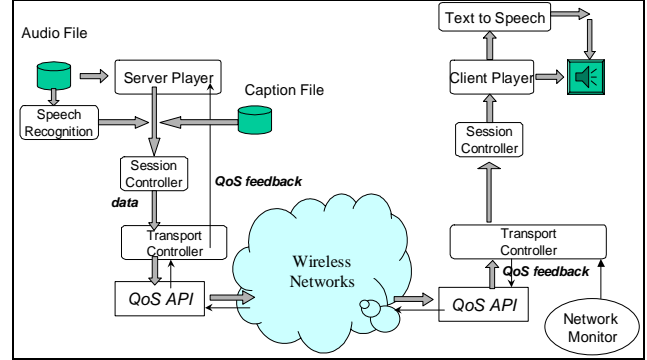 Audio File
Server Player
Speech
Recognition
Caption File
Session
Controller
data
QoS feedback
Transport
Controller
QoS API
Wireless
Networks
Text to Speech
Client Player
Session
Controller
Transport
Controller
QoS feedback
QoS API
Network
Monitor